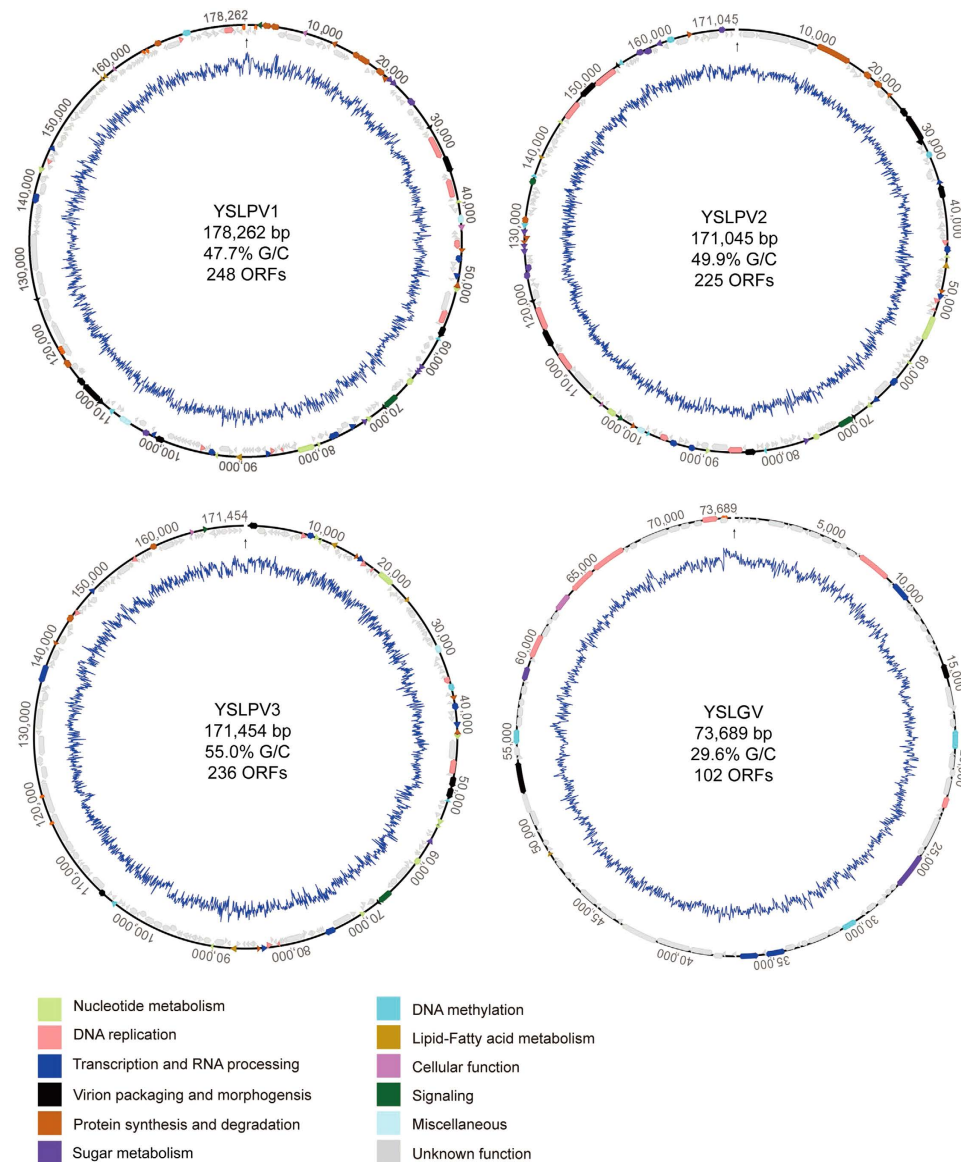 178,262
10,000
20,000
30,000
40,000
50,000
60,000
70,000
80,000
90,000
100,000
110,000
120,000
130,000
140,000
150,000
160,000
YSLPV1
178,262 bp
47.7% G/C
248 ORFs
171,045
10,000
20,000
30,000
40,000
50,000
60,000
70,000
80,000
90,000
100,000
110,000
120,000
130,000
140,000
150,000
160,000
YSLPV2
171,045 bp
49.9% G/C
225 ORFs
171,454
10,000
20,000
30,000
40,000
50,000
60,000
70,000
80,000
90,000
100,000
110,000
120,000
130,000
140,000
150,000
160,000
YSLPV3
171,454 bp
55.0% G/C
236 ORFs
73,689
5,000
10,000
15,000
25,000
30,000
35,000
40,000
45,000
50,000
55,000
60,000
65,000
70,000
YSLGV
73,689 bp
29.6% G/C
102 ORFs
Nucleotide metabolism
DNA replication
Transcription and RNA processing
Virion packaging and morphogensis
Protein synthesis and degradation
Sugar metabolism
DNA methylation
Lipid-Fatty acid metabolism
Cellular function
Signaling
Miscellaneous
Unknown function